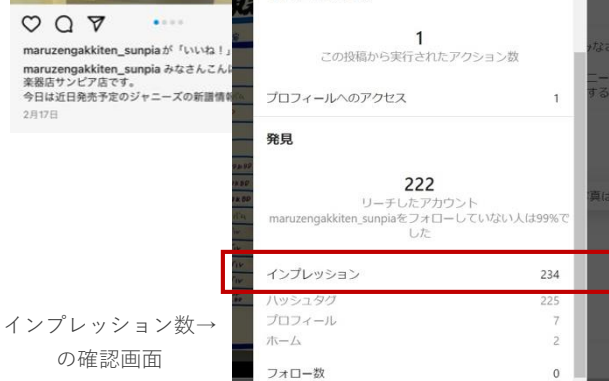 maruzengakkiten_sunpiaが「いいね！」
maruzengakkiten_sunpia みなさんこん
楽器店サンピア店です。
今日は近日発売予定のジャニーズの新譜情報
2月17日
インプレッション数→
の確認画面
1
この投稿から実行されたアクション数
プロフィールへのアクセス 1
発見
222
リーチしたアカウント
maruzengakkiten_sunpiaをフォローしていない人は99%で
した
インプレッション 234
ハッシュタグ 225
プロフィール 7
ホーム 2
フォロー数 0